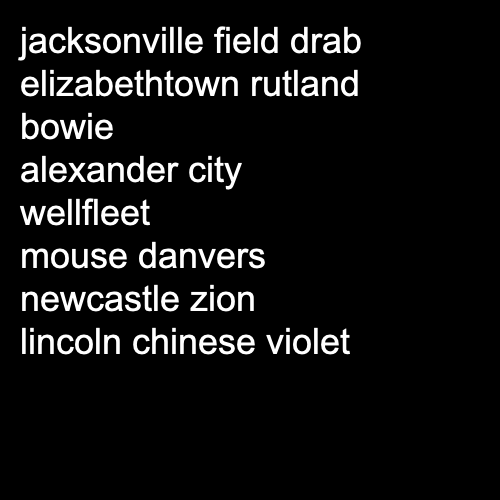 jacksonville field drab
elizabethtown rutland
bowie
alexander city
wellfleet
mouse danvers
newcastle zion
lincoln chinese violet